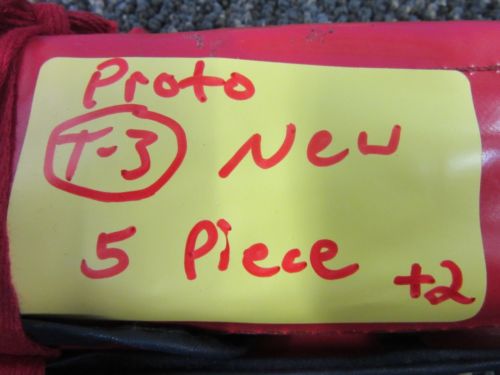 Proto
T-3 New
5 Piece
+2